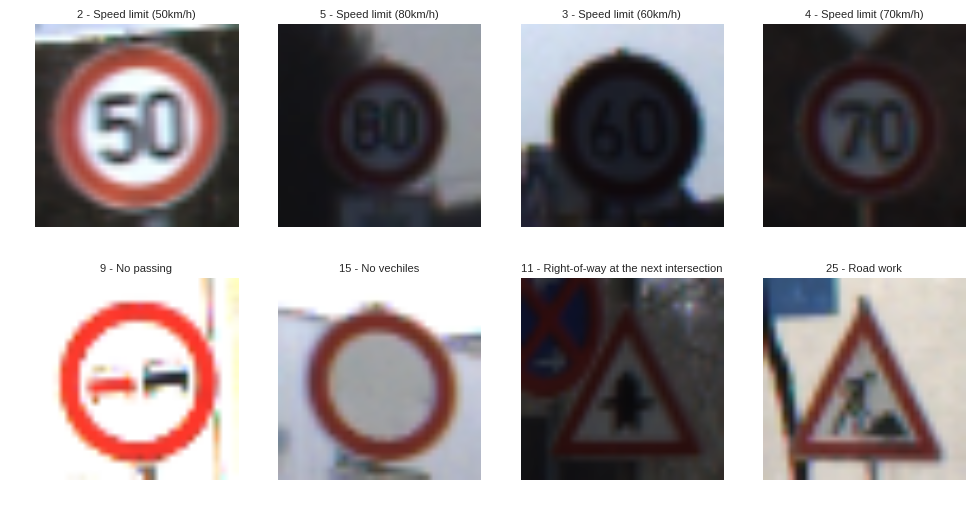 2 - Speed limit (50km/h)
5 - Speed limit (80km/h)
3 - Speed limit (60km/h)
4 - Speed limit (70km/h)
50
80
60
70
9 - No passing
15 - No vechiles
11 - Right-of-way at the next intersection
25 - Road work